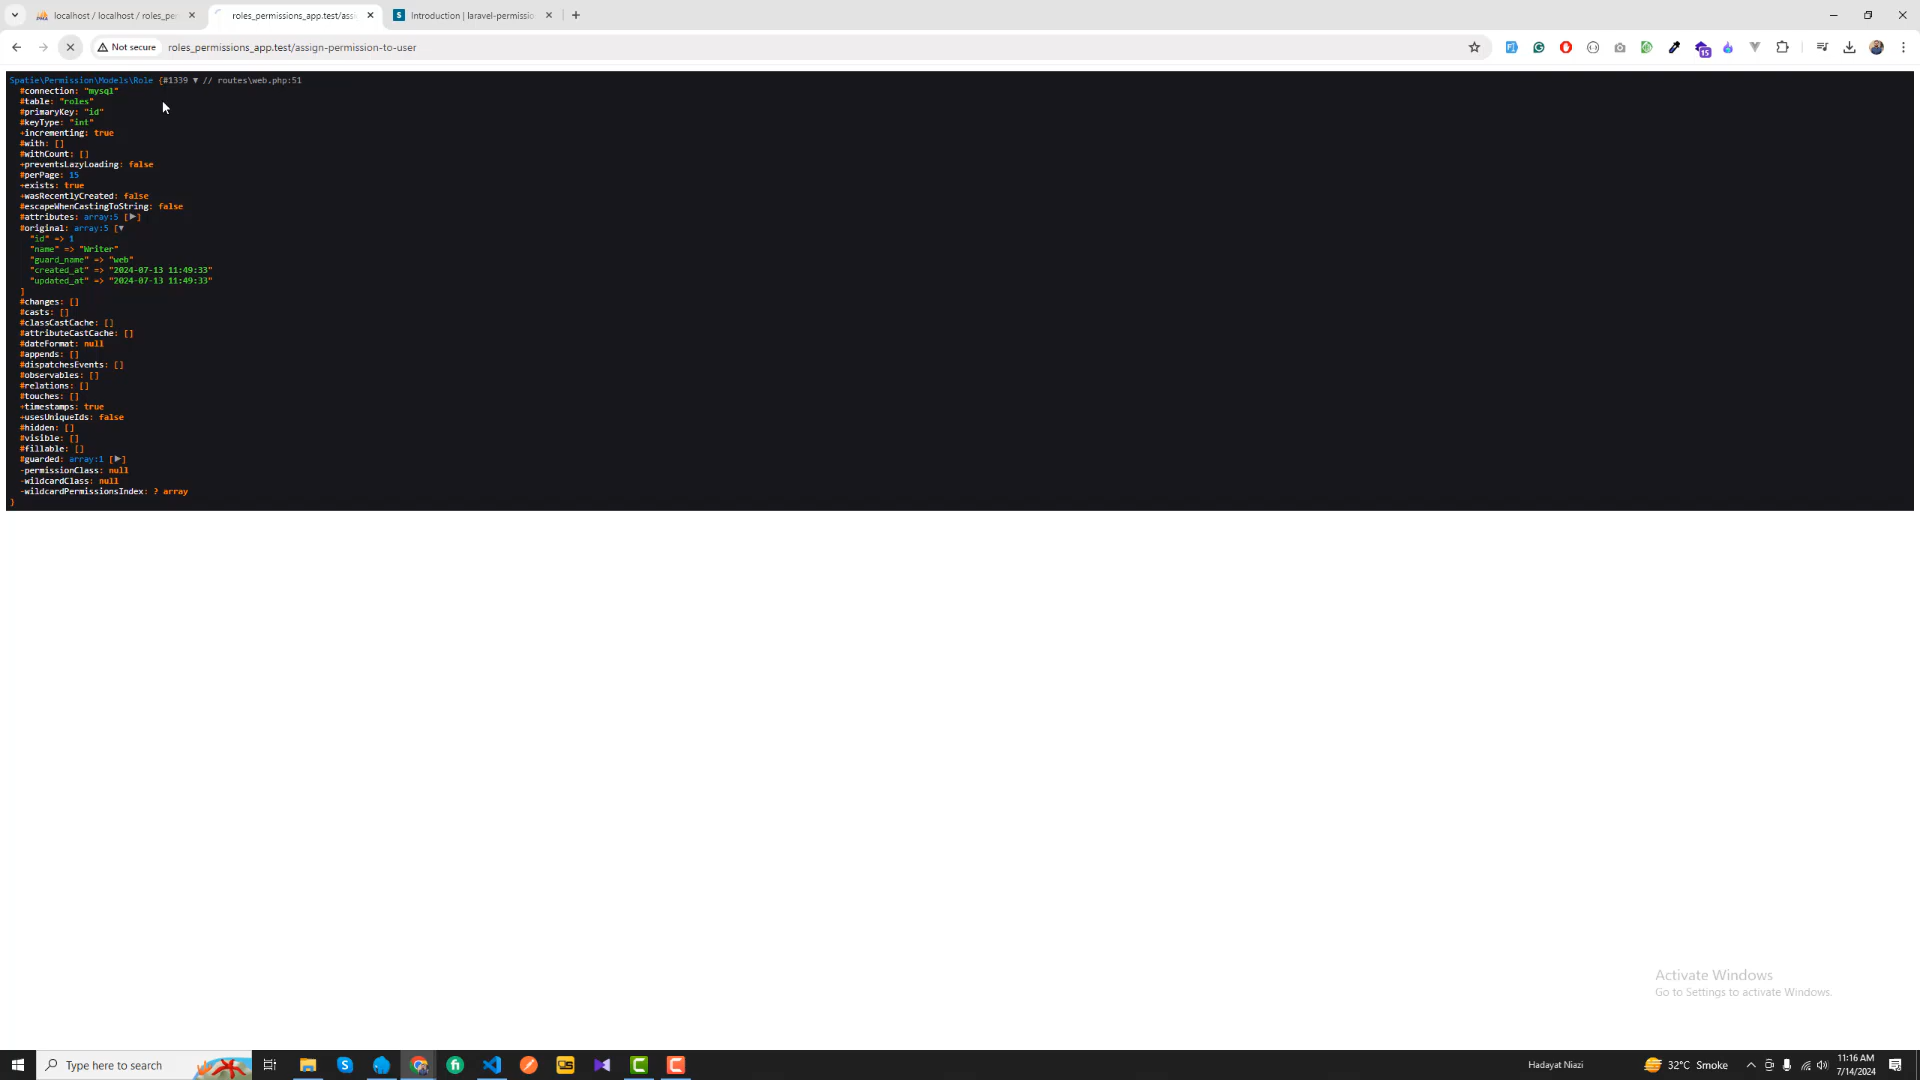 localhost / localhost / roles_pe
roles_permissions_app.test/ass
Introduction | laravel-permissio
Not secure
roles_permissions_app.test/assign-permission-to-user
15
Spatie\Permission\Models\Role {#1339 ▼ // routes\web.php:51
#connection: "mysql"
#table: "roles"
#primaryKey: "id"
#keyType: "int"
+incrementing: true
#with: []
#withCount: []
+preventsLazyLoading: false
#perPage: 15
+exists: true
+wasRecentlyCreated: false
#escapeWhenCastingToString: false
#attributes: array:5 [▶]
#original: array:5 [▼
"id" => 1
"name" => "Writer"
"guard_name" => "web"
"created_at" => "2024-07-13 11:49:33"
"updated_at" => "2024-07-13 11:49:33"
]
#changes: []
#casts: []
#classCastCache: []
#attributeCastCache: []
#dateFormat: null
#appends: []
#dispatchesEvents: []
#observables: []
#relations: []
#touches: []
+timestamps: true
+usesUniqueIds: false
#hidden: []
#visible: []
#fillable: []
#guarded: array:1 [▶]
-permissionClass: null
-wildcardClass: null
-wildcardPermissionsIndex: ? array
}
Activate Windows
Go to Settings to activate Windows.
Type here to search
Hadayat Niazi
32°C Smoke
11:16 AM
7/14/2024